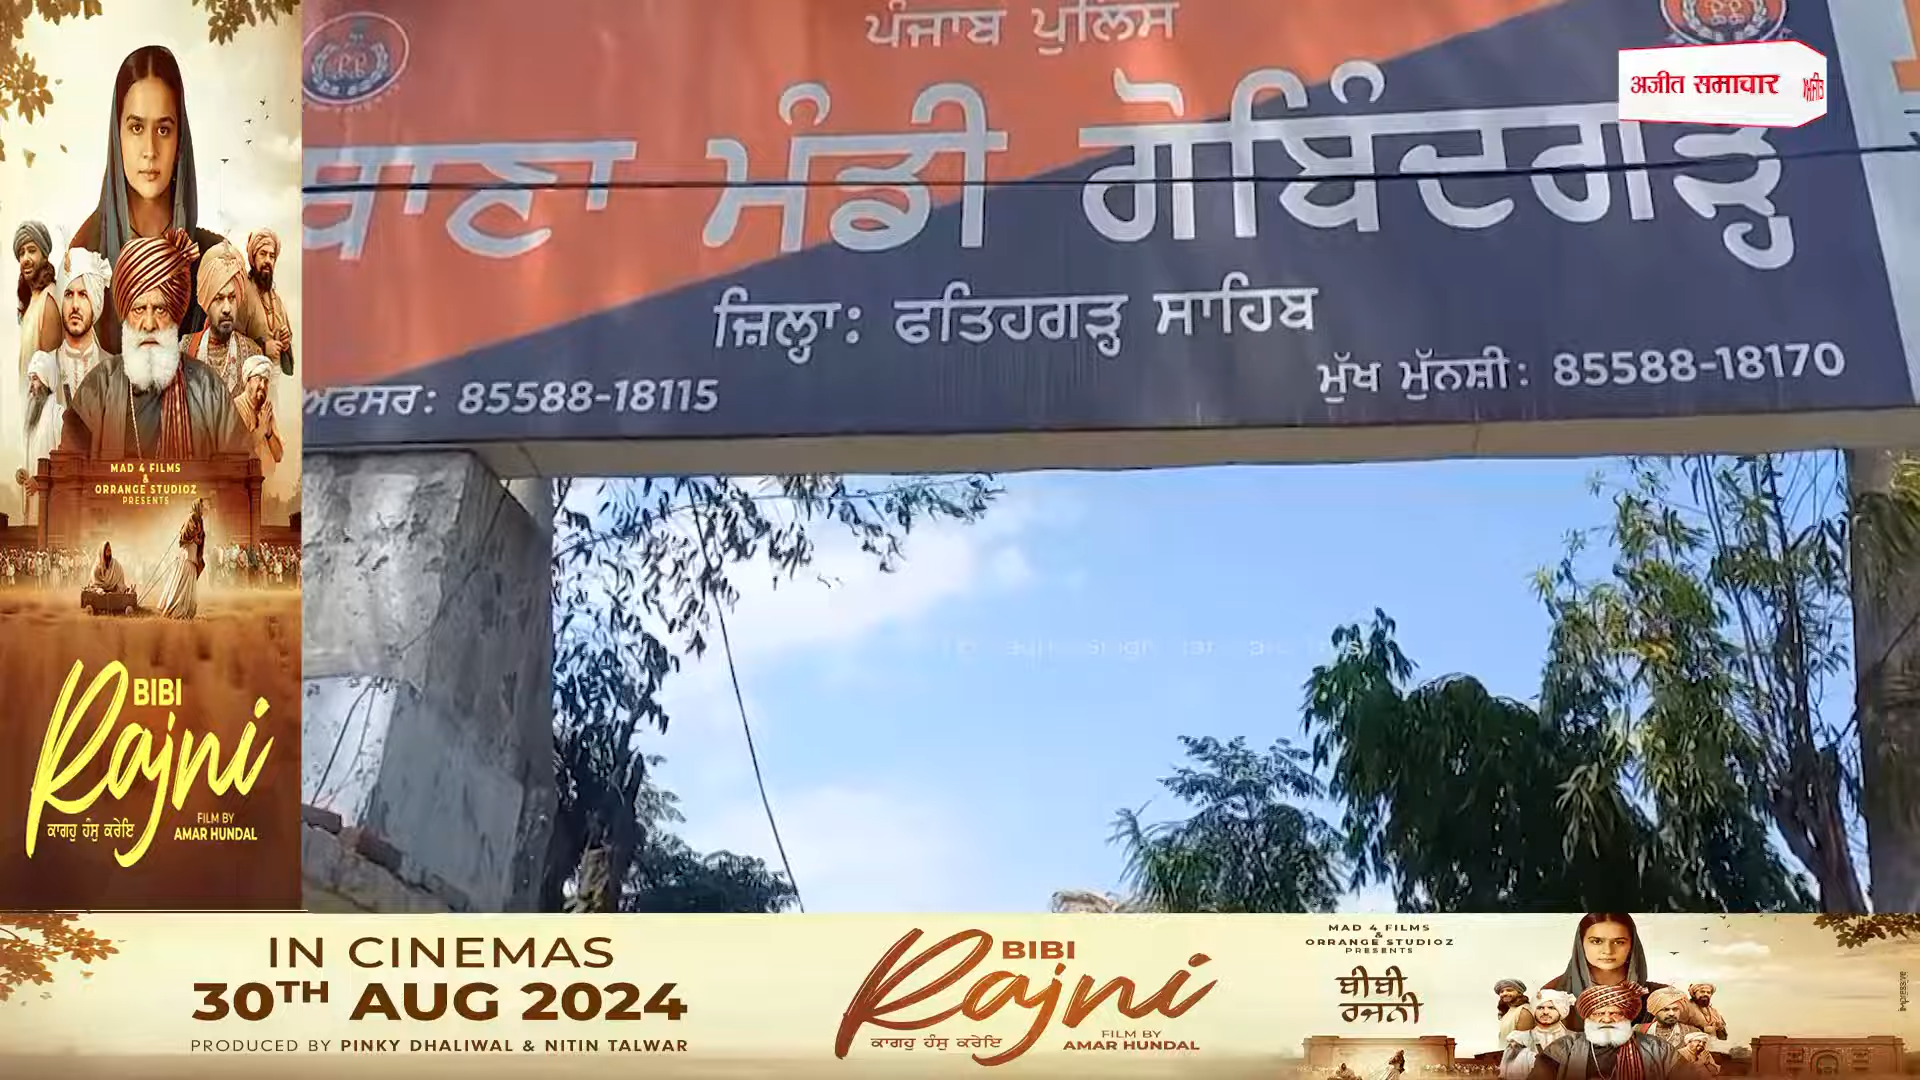 ਪੰਜਾਬ ਪੁਲਿਸ
ਥਾਣਾ ਮੰਡੀ ਗੋਬਿੰਦਗੜ੍ਹ
ਜ਼ਿਲ੍ਹਾ: ਫਤਿਹਗੜ੍ਹ ਸਾਹਿਬ
ਅਫਸਰ: 85588-18115
ਮੁੱਖ ਮੁੱਨਸ਼ੀ: 85588-18170
अजीत समाचार
ਅਜੀਤ
MAD 4 FILMS
&
ORRANGE STUDIOZ
PRESENTS
BIBI
Rajni
ਕਾਗਹੁ ਹੰਸੁ ਕਰੇਇ
FILM BY
AMAR HUNDAL
IN CINEMAS
30TH AUG 2024
PRODUCED BY PINKY DHALIWAL & NITIN TALWAR
BIBI
Rajni
ਕਾਗਹੁ ਹੰਸੁ ਕਰੇਇ
FILM BY
AMAR HUNDAL
MAD 4 FILMS
&
ORRANGE STUDIOZ
PRESENTS
ਬੀਬੀ
ਰਜਨੀ